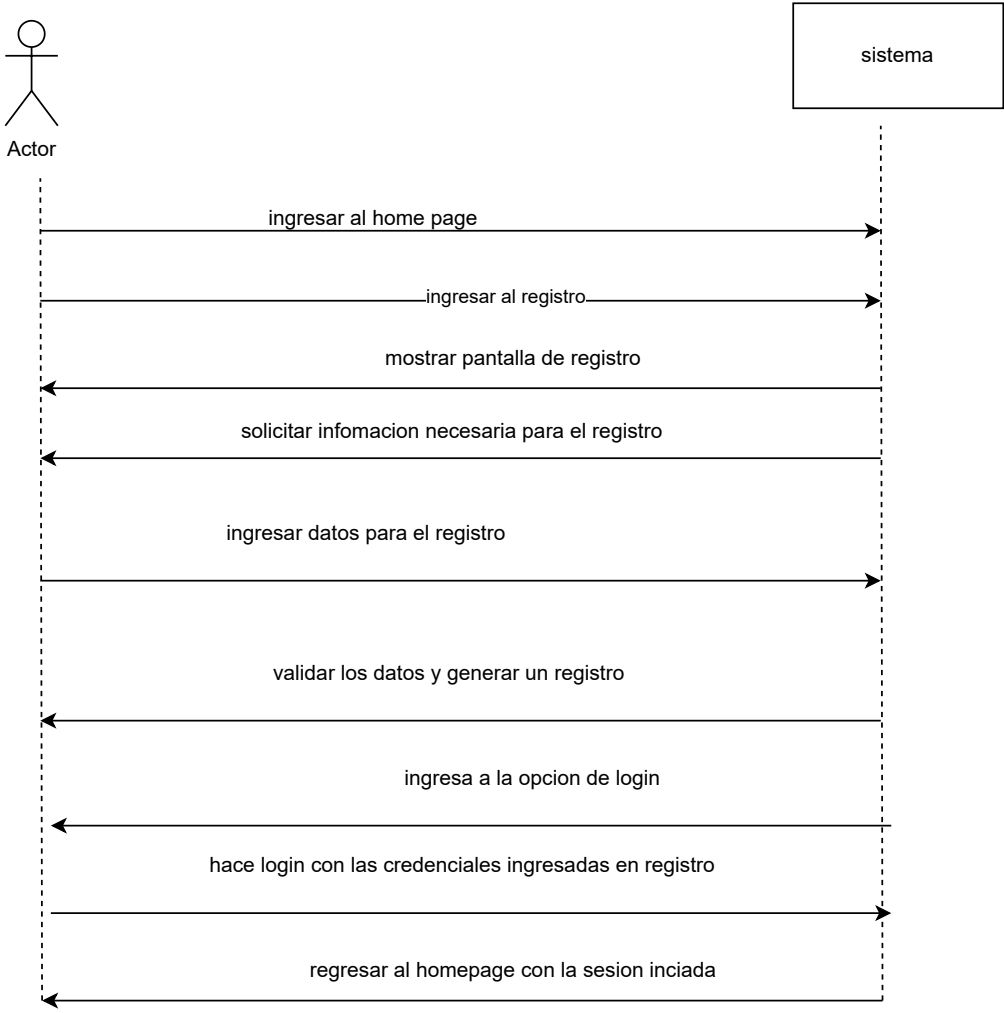 sistema
Actor
ingresar al home page
ingresar al registro
mostrar pantalla de registro
solicitar infomacion necesaria para el registro
ingresar datos para el registro
validar los datos y generar un registro
ingresa a la opcion de login
hace login con las credenciales ingresadas en registro
regresar al homepage con la sesion inciada